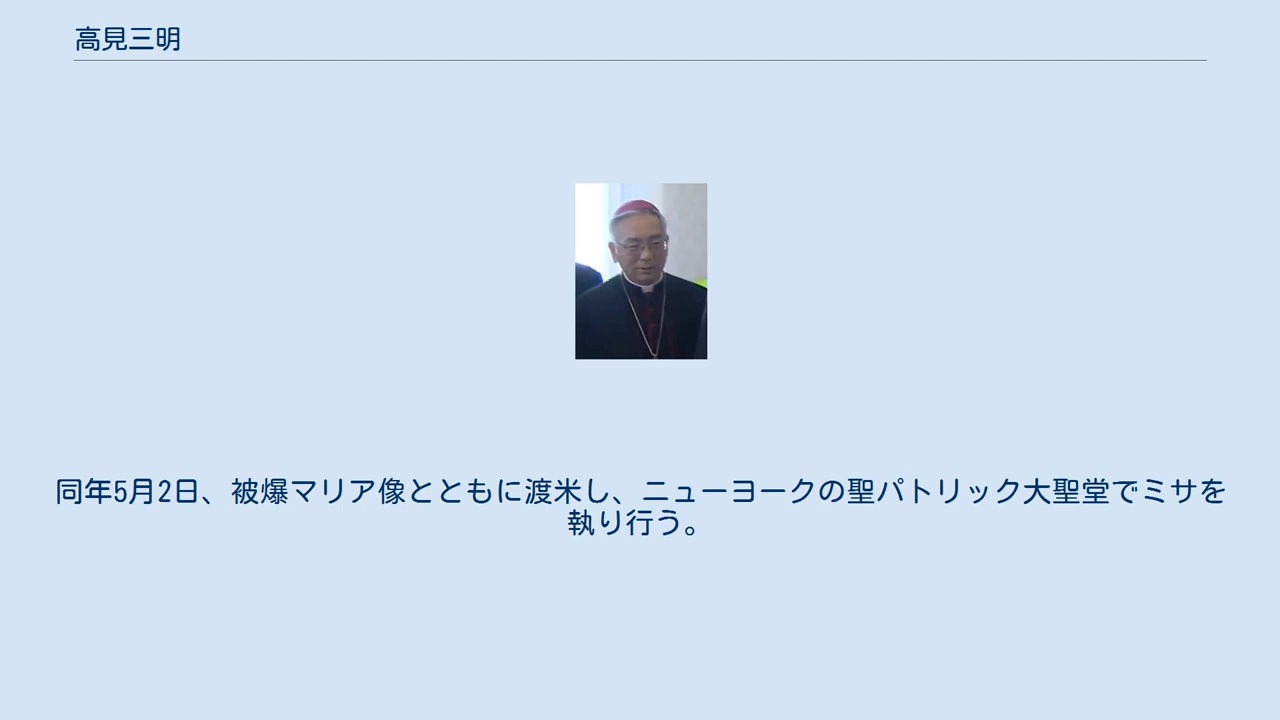 高見三明
同年5月2日、被爆マリア像とともに渡米し、ニューヨークの聖パトリック大聖堂でミサを
執り行う。